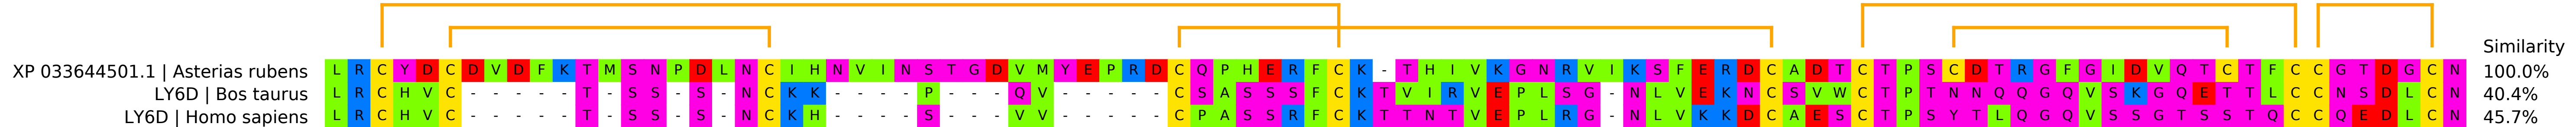 Similarity
XP 033644501.1 | Asterias rubens L R C Y D C D V D F K T M S N P D L N C I H N V I N S T G D V M Y E P R D C Q P H E R F C K - T H I V K G N R V I K S F E R D C A D T C T P S C D T R G F G I D V Q T C T F C C G T D G C N 100.0%
LY6D | Bos taurus L R C H V C - - - - - T - S S - S - N C K K - - - - P - - - Q V - - - - - C S A S S S F C K T V I R V E P L S G - N L V E K N C S V W C T P T N N Q Q G Q V S K G Q E T T L C C N S D L C N 40.4%
LY6D | Homo sapiens L R C H V C - - - - - T - S S - S - N C K H - - - - S - - - V V - - - - - C P A S S R F C K T T N T V E P L R G - N L V K K D C A E S C T P S Y T L Q G Q V S S G T S S T Q C C Q E D L C N 45.7%